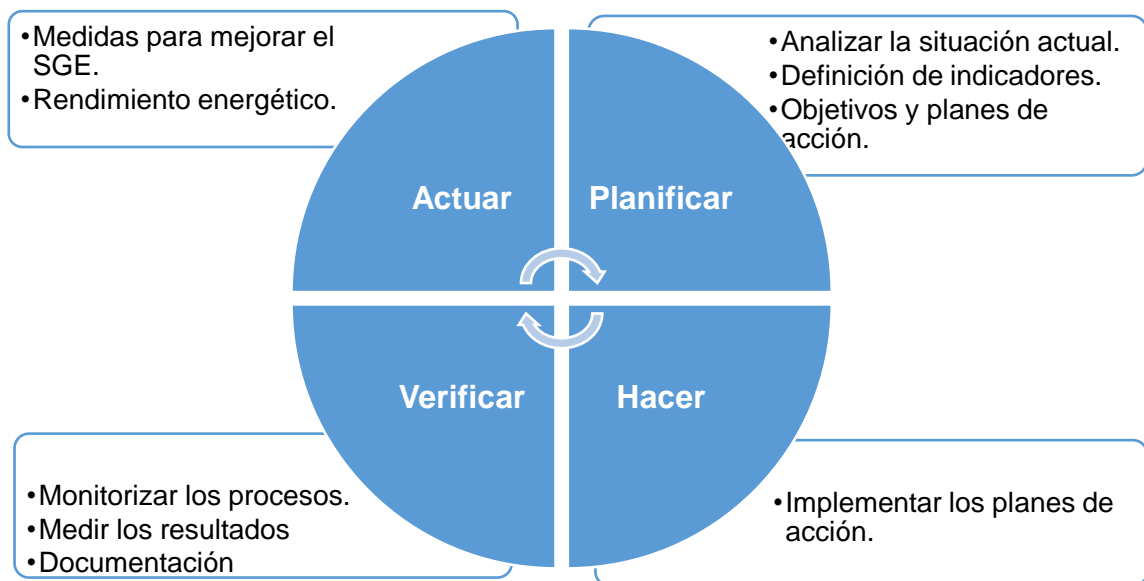 •Medidas para mejorar el
SGE.
•Rendimiento energético.
•Analizar la situación actual.
•Definición de indicadores.
•Objetivos y planes de
acción.
Actuar
Planificar
Verificar
Hacer
•Monitorizar los procesos.
•Medir los resultados
•Documentación
•Implementar los planes de
acción.